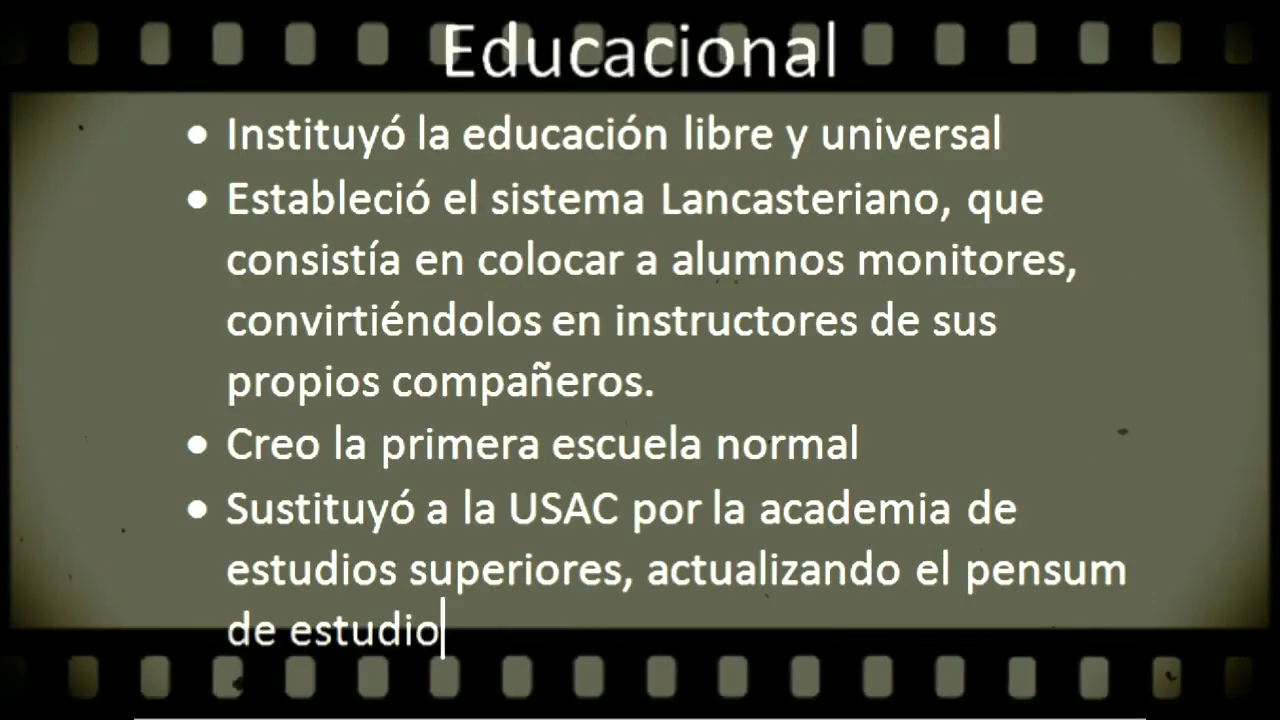 Educacional
• Instituyó la educación libre y universal
• Estableció el sistema Lancasteriano, que
consistía en colocar a alumnos monitores,
convirtiéndolos en instructores de sus
propios compañeros.
• Creo la primera escuela normal
• Sustituyó a la USAC por la academia de
estudios superiores, actualizando el pensum
de estudio